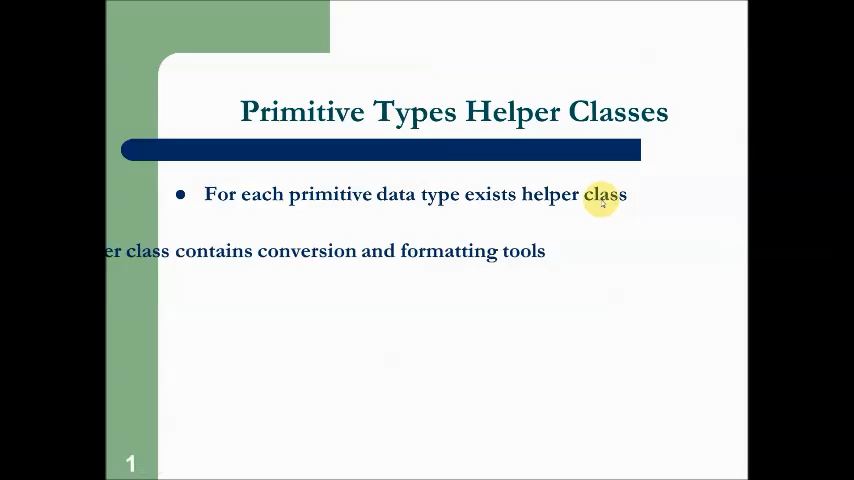 Primitive Types Helper Classes
● For each primitive data type exists helper class
er class contains conversion and formatting tools
1